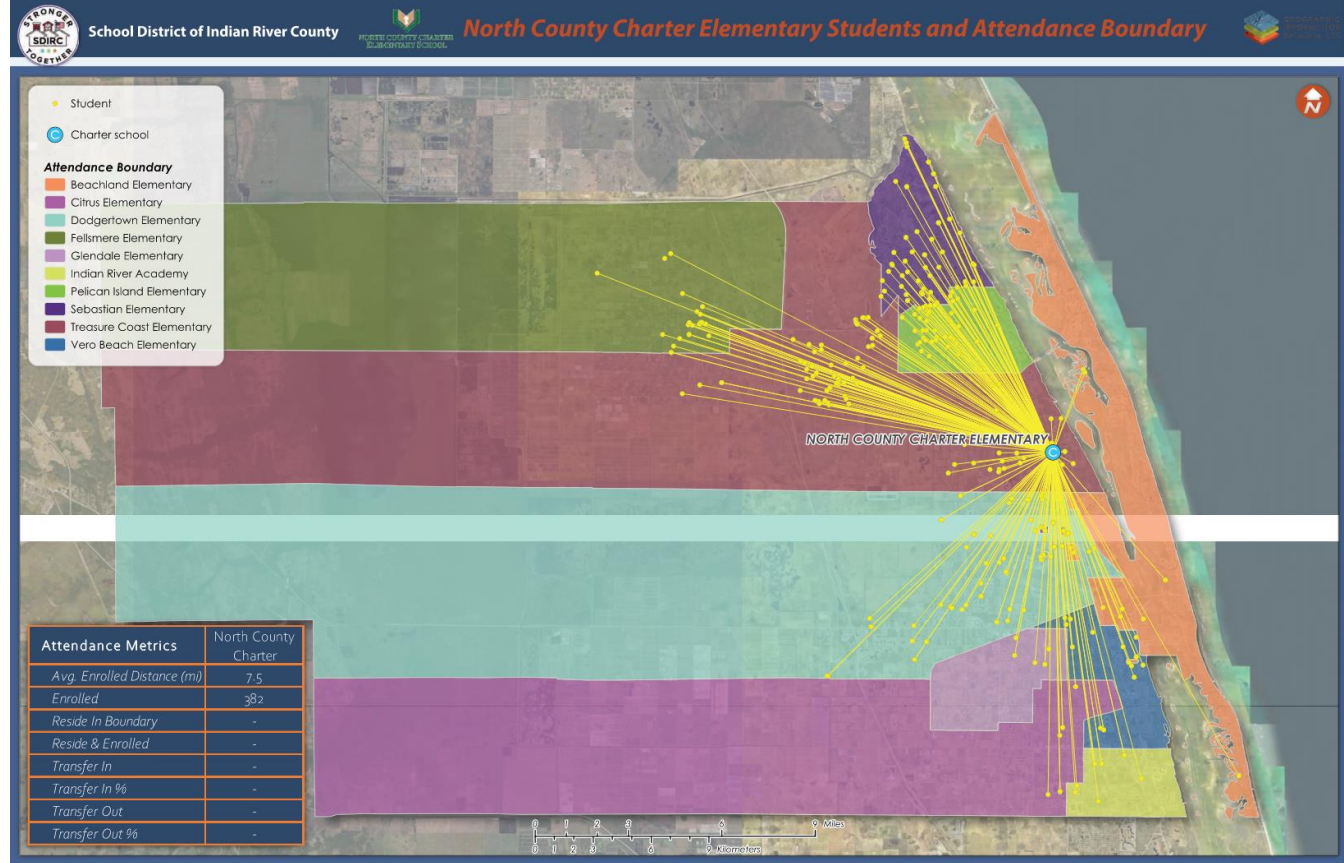 STRONGER
SDIRC
TOGETHER
School District of Indian River County
NORTH COUNTY CHARTER
ELEMENTARY SCHOOL
North County Charter Elementary Students and Attendance Boundary
N
Student
C Charter school
Attendance Boundary
Beachland Elementary
Citrus Elementary
Dodgertown Elementary
Fellsmere Elementary
Glendale Elementary
Indian River Academy
Pelican Island Elementary
Sebastian Elementary
Treasure Coast Elementary
Vero Beach Elementary
NORTH COUNTY CHARTER ELEMENTARY
C
Attendance Metrics North County Charter
Avg. Enrolled Distance (mi) 7.5
Enrolled 382
Reside In Boundary -
Reside & Enrolled -
Transfer In -
Transfer In % -
Transfer Out -
Transfer Out % -
0 1 2 3 6 9 Miles
0 1 2 3 6 9 Kilometers